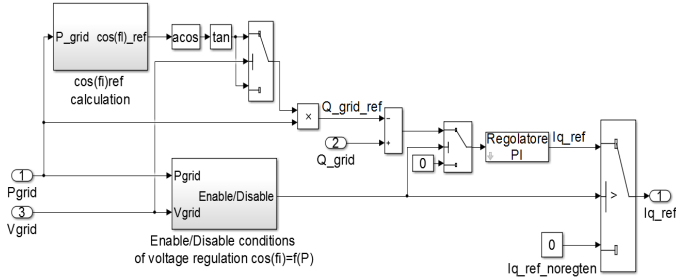 P_grid cos(fl)_ref
acos
tan
cos(fi)ref
calculation
×
Q_grid_ref
−
+
2
Q_grid
0
Regolatore
PI
Iq_ref
1
Pgrid
3
Vgrid
Pgrid
Enable/Disable
Vgrid
Enable/Disable conditions
of voltage regulation cos(fi)=f(P)
>
1
Iq_ref
0
Iq_ref_noregten